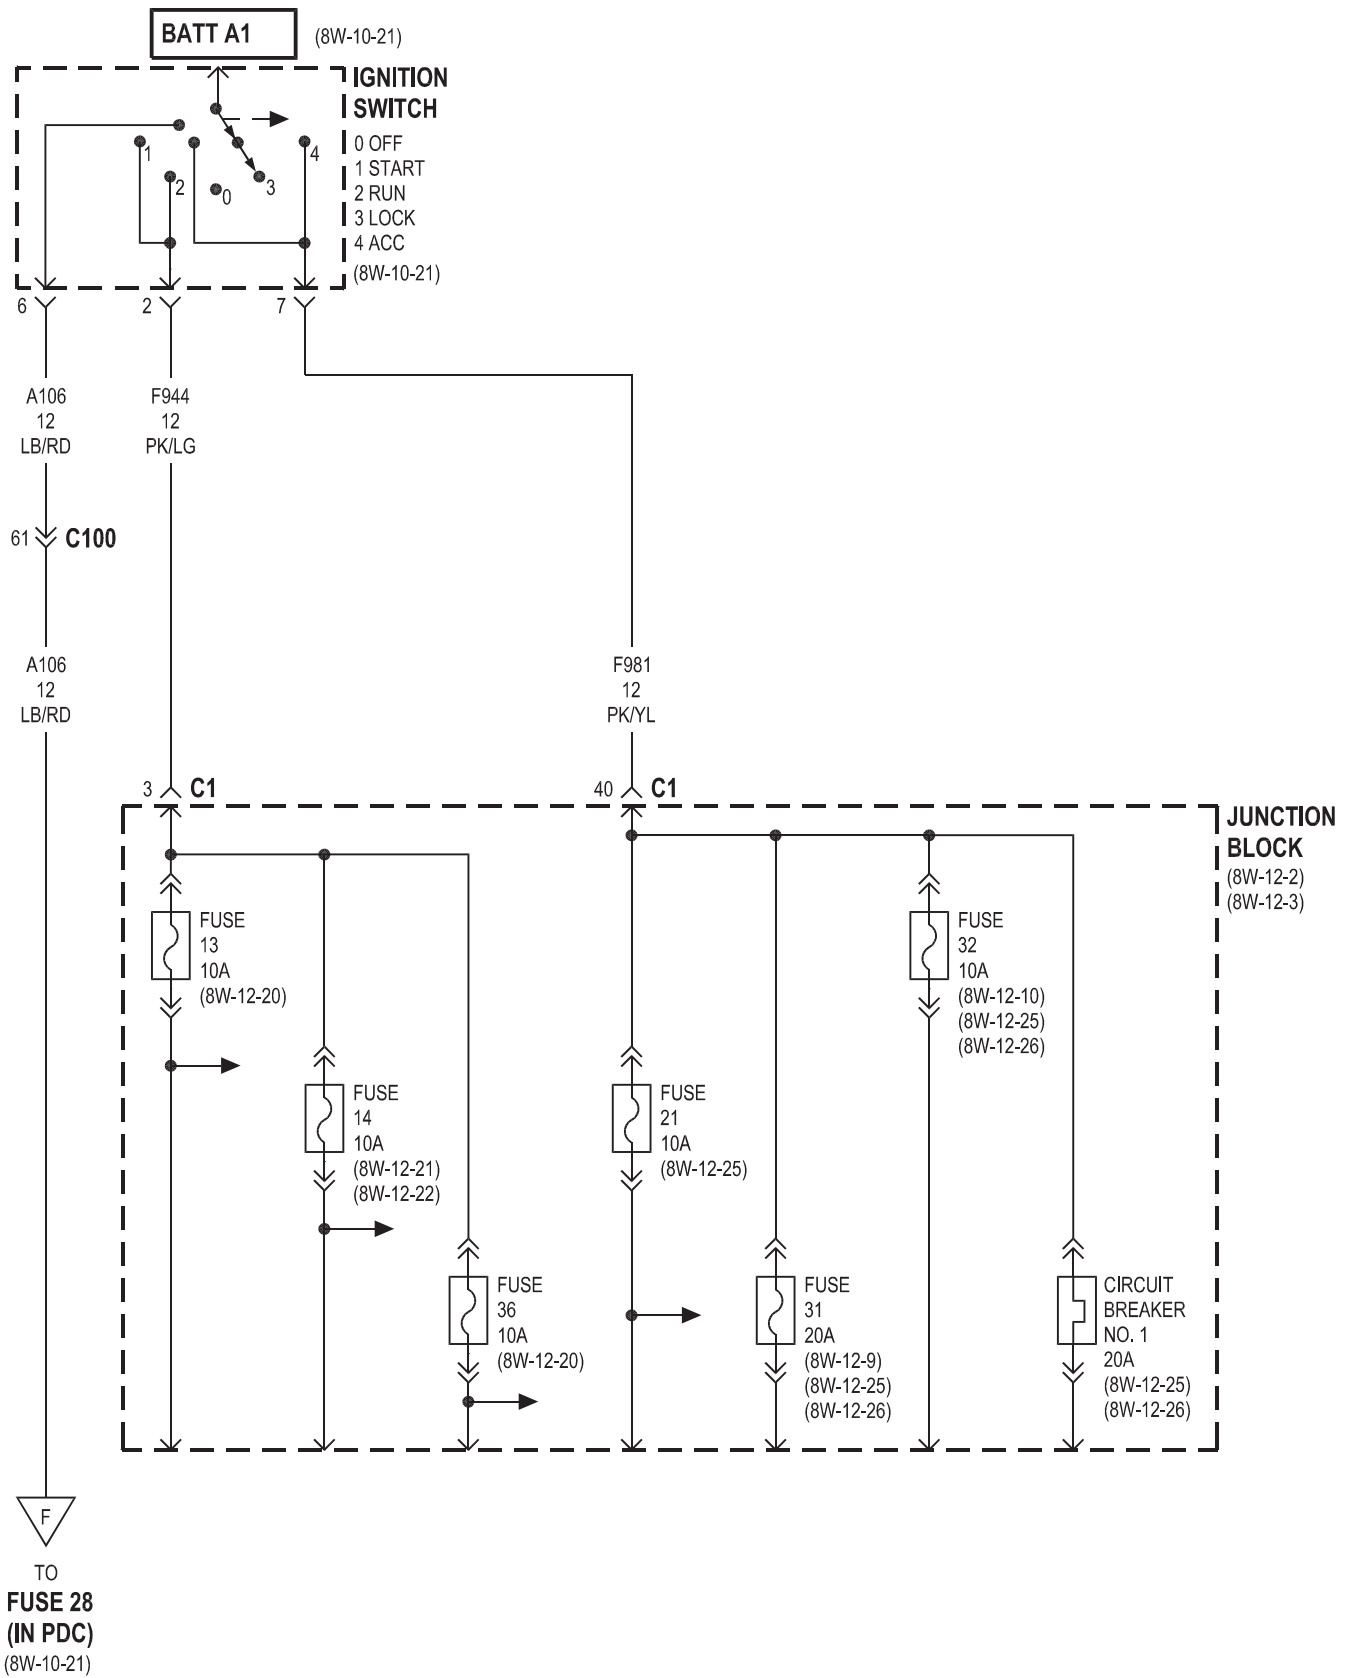 BATT A1
(8W-10-21)
IGNITION
SWITCH
0 OFF
1 START
2 RUN
3 LOCK
4 ACC
(8W-10-21)
1
2
0
3
4
6
2
7
A106
12
LB/RD
F944
12
PK/LG
61
C100
A106
12
LB/RD
F981
12
PK/YL
3
C1
40
C1
JUNCTION
BLOCK
(8W-12-2)
(8W-12-3)
FUSE
13
10A
(8W-12-20)
FUSE
32
10A
(8W-12-10)
(8W-12-25)
(8W-12-26)
FUSE
14
10A
(8W-12-21)
(8W-12-22)
FUSE
21
10A
(8W-12-25)
FUSE
36
10A
(8W-12-20)
FUSE
31
20A
(8W-12-9)
(8W-12-25)
(8W-12-26)
CIRCUIT
BREAKER
NO. 1
20A
(8W-12-25)
(8W-12-26)
F
TO
FUSE 28
(IN PDC)
(8W-10-21)